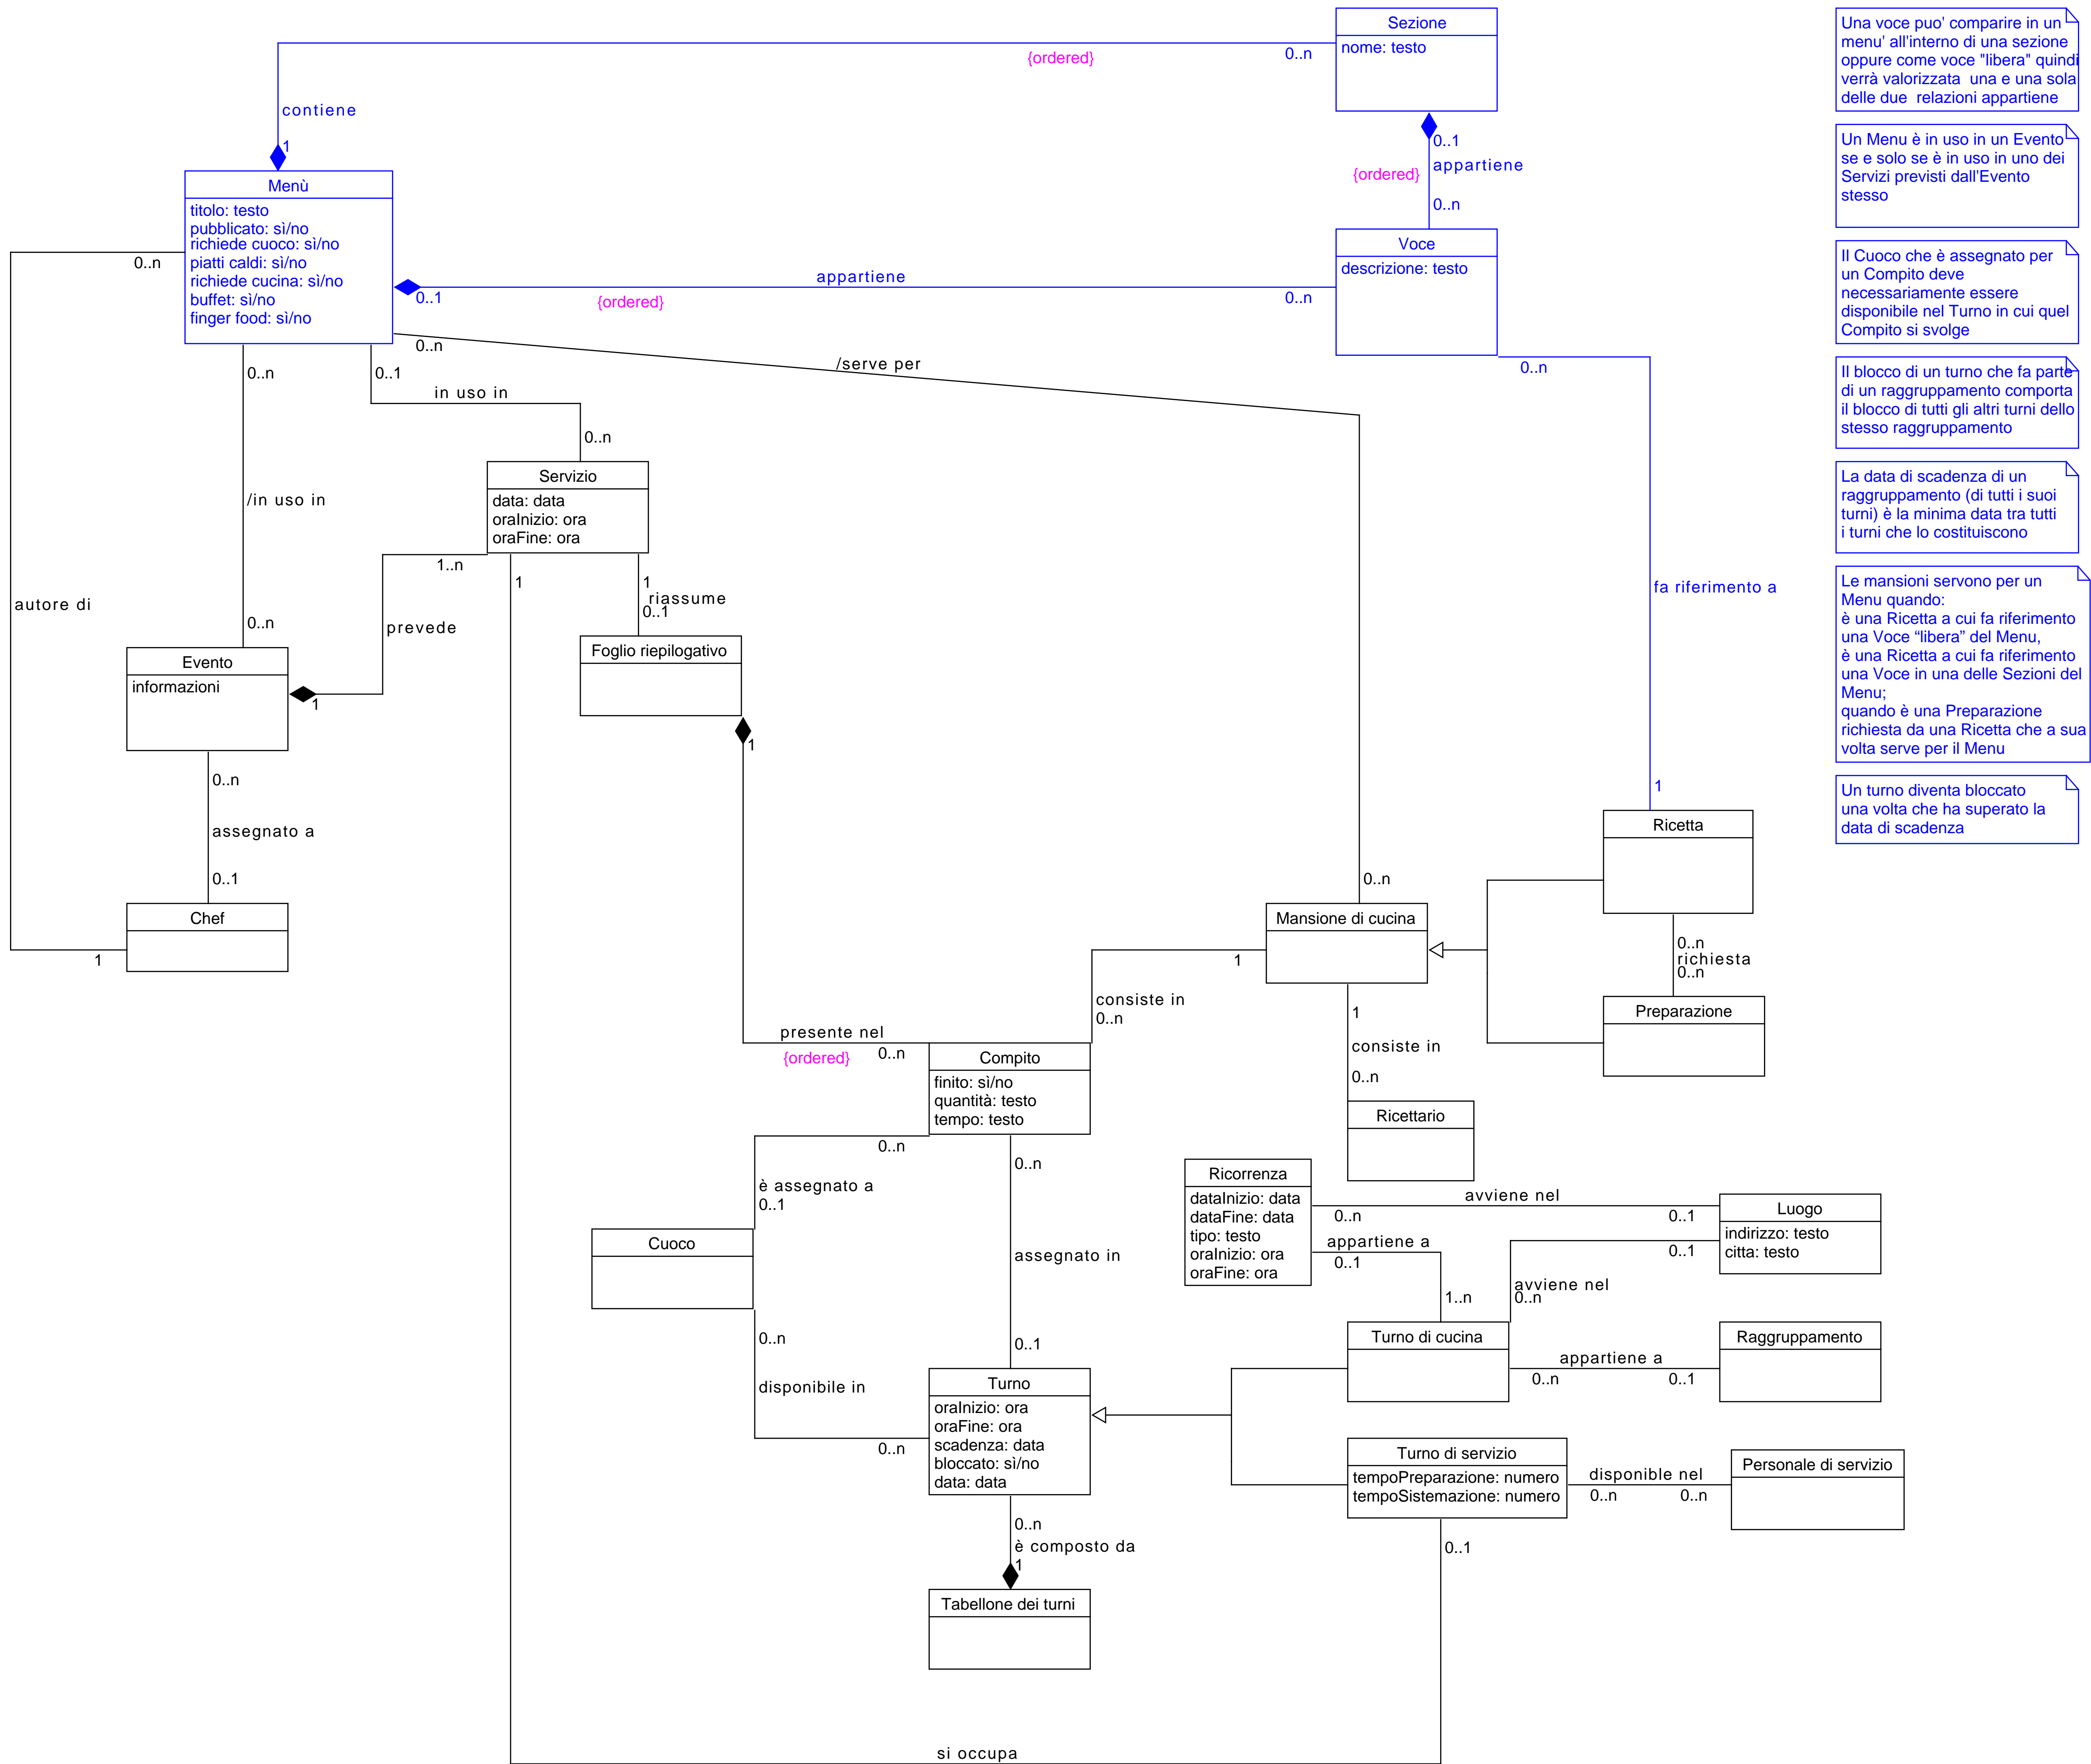 Sezione
nome: testo
0..n
{ordered}
contiene
1
0..1
appartiene
{ordered}
0..n
Menù
titolo: testo
pubblicato: sì/no
richiede cuoco: sì/no
piatti caldi: sì/no
richiede cucina: sì/no
buffet: sì/no
finger food: sì/no
Voce
descrizione: testo
0..n
appartiene
0..1
{ordered}
0..n
0..n
/serve per
0..n
0..n
0..1
in uso in
0..n
Servizio
data: data
oraInizio: ora
oraFine: ora
/in uso in
1..n
1
1
riassume
0..1
fa riferimento a
autore di
prevede
0..n
Foglio riepilogativo
Evento
informazioni
1
1
0..n
assegnato a
0..1
Chef
1
1
Ricetta
0..n
Mansione di cucina
1
0..n
richiesta
0..n
Preparazione
consiste in
0..n
1
consiste in
0..n
presente nel
{ordered}
0..n
Compito
finito: sì/no
quantità: testo
tempo: testo
Ricettario
0..n
0..n
è assegnato a
0..1
Cuoco
assegnato in
Ricorrenza
dataInizio: data
dataFine: data
tipo: testo
oraInizio: ora
oraFine: ora
avviene nel
0..n
0..1
Luogo
indirizzo: testo
citta: testo
appartiene a
0..1
0..1
avviene nel
0..n
1..n
0..n
disponibile in
0..n
0..1
Turno
oraInizio: ora
oraFine: ora
scadenza: data
bloccato: sì/no
data: data
Turno di cucina
appartiene a
0..n
0..1
Raggruppamento
Turno di servizio
tempoPreparazione: numero
tempoSistemazione: numero
disponible nel
0..n
0..n
Personale di servizio
0..n
è composto da
1
Tabellone dei turni
0..1
si occupa
Una voce puo' comparire in un
menu' all'interno di una sezione
oppure come voce "libera" quindi
verrà valorizzata una e una sola
delle due relazioni appartiene
Un Menu è in uso in un Evento
se e solo se è in uso in uno dei
Servizi previsti dall'Evento
stesso
Il Cuoco che è assegnato per
un Compito deve
necessariamente essere
disponibile nel Turno in cui quel
Compito si svolge
Il blocco di un turno che fa parte
di un raggruppamento comporta
il blocco di tutti gli altri turni dello
stesso raggruppamento
La data di scadenza di un
raggruppamento (di tutti i suoi
turni) è la minima data tra tutti
i turni che lo costituiscono
Le mansioni servono per un
Menu quando:
è una Ricetta a cui fa riferimento
una Voce “libera” del Menu,
è una Ricetta a cui fa riferimento
una Voce in una delle Sezioni del
Menu;
quando è una Preparazione
richiesta da una Ricetta che a sua
volta serve per il Menu
Un turno diventa bloccato
una volta che ha superato la
data di scadenza